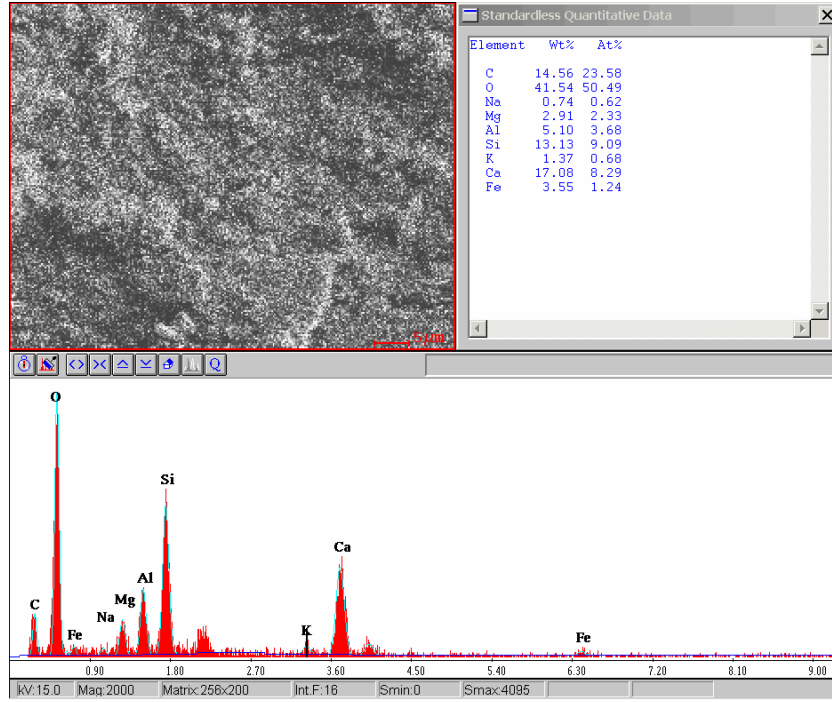 Standardless Quantitative Data
Element Wt% At%
C 14.56 23.58
O 41.54 50.49
Na 0.74 0.62
Mg 2.91 2.33
Al 5.10 3.68
Si 13.13 9.09
K 1.37 0.68
Ca 17.08 8.29
Fe 3.55 1.24
5 µm
Q
O
Si
Ca
Al
C
Mg
Na
Fe
K
Fe
0.90 1.80 2.70 3.60 4.50 5.40 6.30 7.20 8.10 9.00
kV:15.0 Mag:2000 Matrix:256x200 Int.F:16 Smin:0 Smax:4095